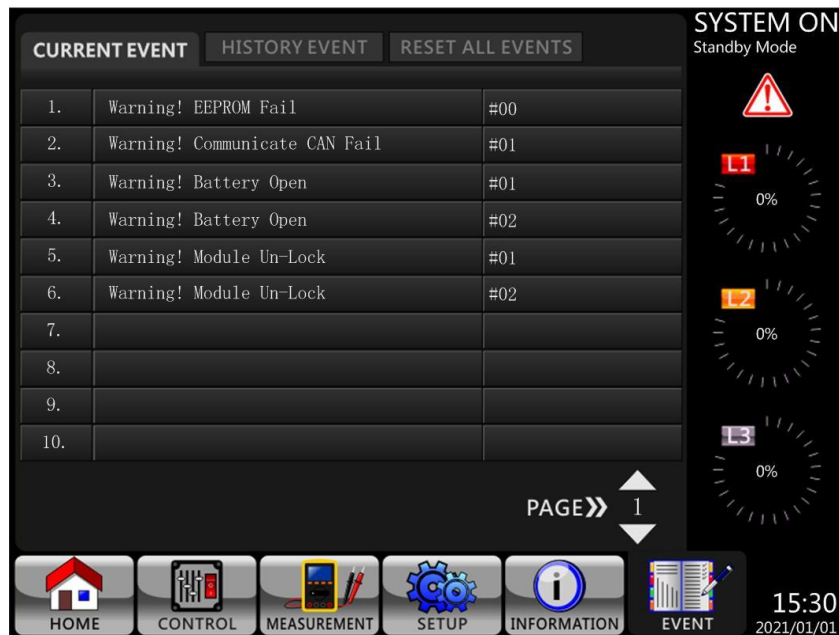 SYSTEM ON
Standby Mode
CURRENT EVENT HISTORY EVENT RESET ALL EVENTS
1. Warning! EEPROM Fail #00
2. Warning! Communicate CAN Fail #01
3. Warning! Battery Open #01
4. Warning! Battery Open #02
5. Warning! Module Un-Lock #01
6. Warning! Module Un-Lock #02
7.
8.
9.
10.
L1
0%
L2
0%
L3
0%
PAGE 1
HOME CONTROL MEASUREMENT SETUP INFORMATION EVENT
15:30
2021/01/01